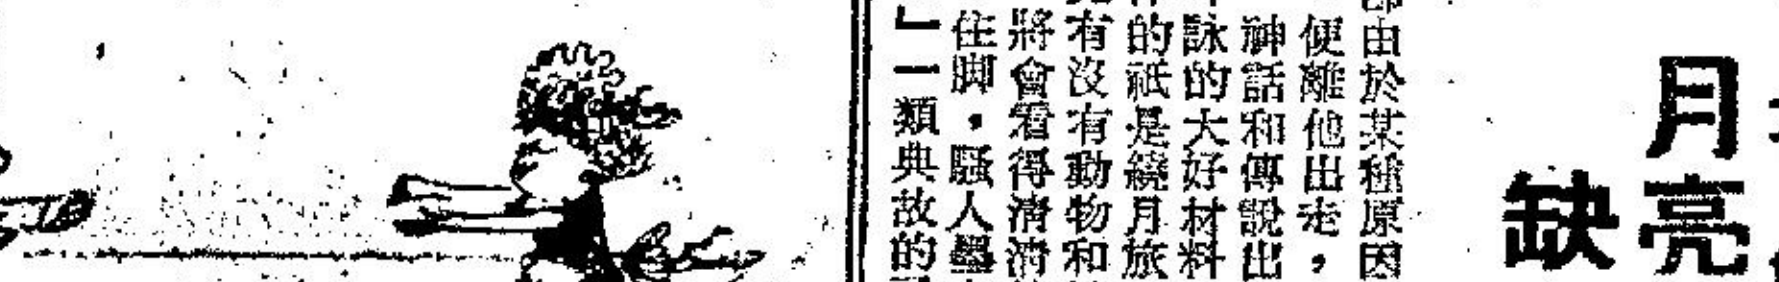 月亮
缺
由於某種原因
便離他出走，
神話和傳說出
詠的大好材料
的祇是繞月旅
有沒有動物和
將會看得清清
住脚，騷人墨
」一類典故的